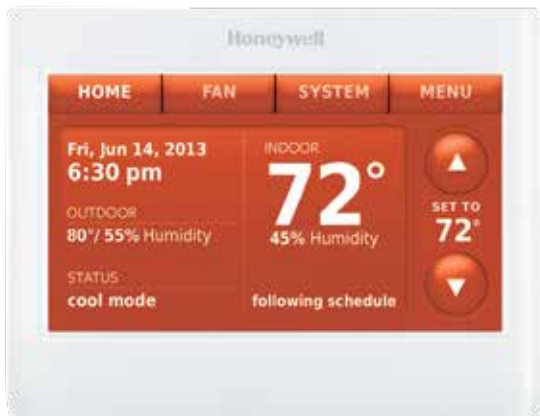 Honeywell
HOME FAN SYSTEM MENU
Fri, Jun 14, 2013
6:30 pm
OUTDOOR
80°/ 55% Humidity
STATUS
cool mode
INDOOR
72°
45% Humidity
following schedule
SET TO
72°